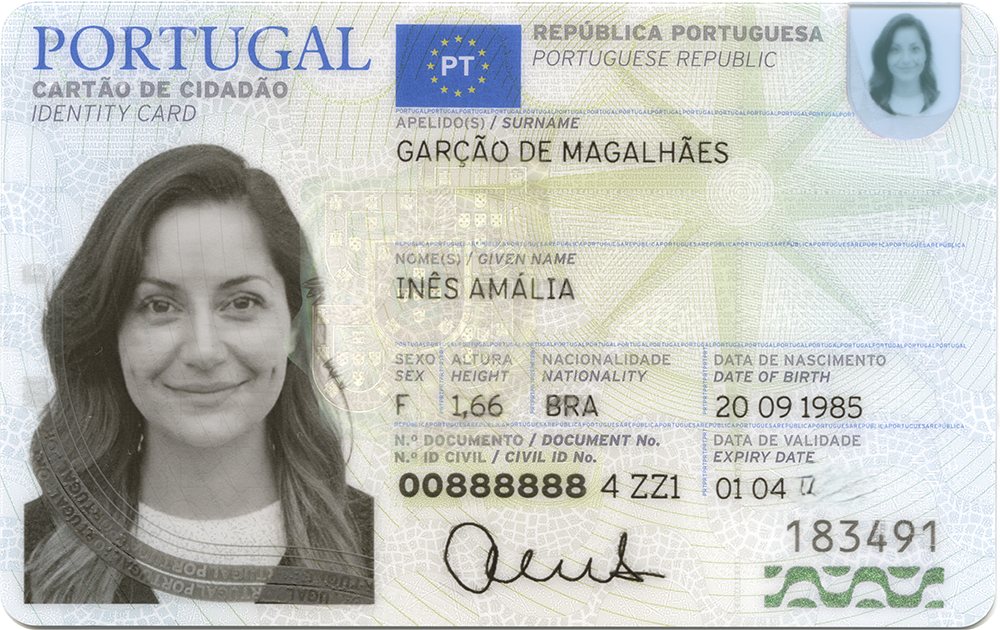 PORTUGAL
CARTÃO DE CIDADÃO
IDENTITY CARD
PT
REPÚBLICA PORTUGUESA
PORTUGUESE REPUBLIC
APELIDO(S) / SURNAME
GARÇÃO DE MAGALHÃES
NOME(S) / GIVEN NAME
INÊS AMÁLIA
SEXO ALTURA NACIONALIDADE DATA DE NASCIMENTO
SEX HEIGHT NATIONALITY DATE OF BIRTH
F 1,66 BRA 20 09 1985
N.º DOCUMENTO / DOCUMENT No. DATA DE VALIDADE
N.º ID CIVIL / CIVIL ID No. EXPIRY DATE
00888888 4 ZZ1 01 04
183491